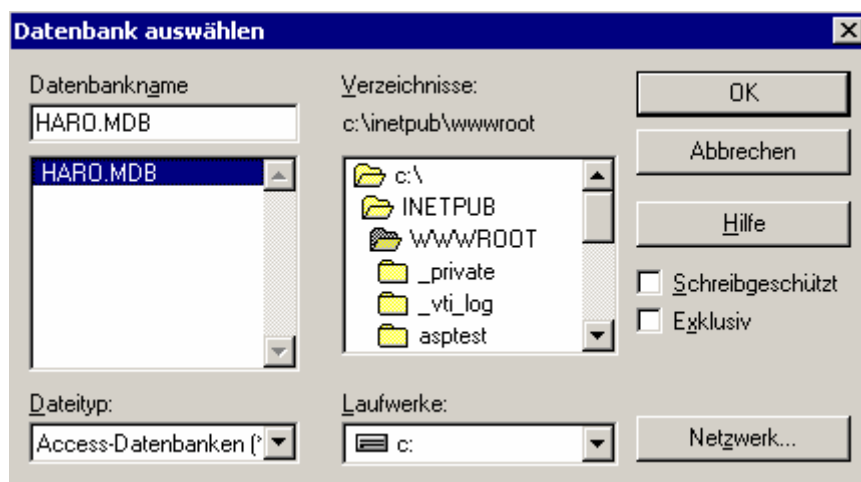 Datenbank auswählen
Datenbankname
HARO.MDB
HARO.MDB
Dateityp:
Access-Datenbanken (*
Verzeichnisse:
c:\inetpub\wwwroot
c:\
INETPUB
WWWROOT
_private
_vti_log
asptest
Laufwerke:
c:
OK
Abbrechen
Hilfe
Schreibgeschützt
Exklusiv
Netzwerk...